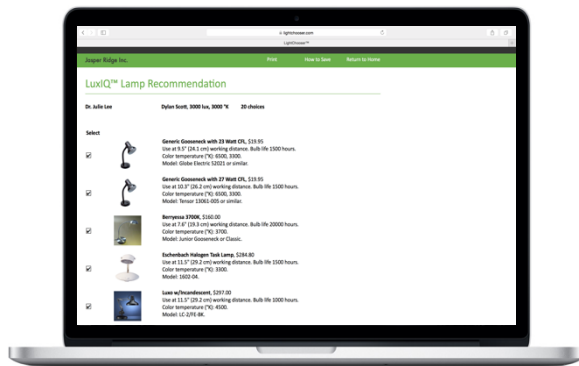 lightchooser.com
LightChooser™
Jasper Ridge Inc. Print How to Save Return to Home
LuxIQ™ Lamp Recommendation
Dr. Julie Lee Dylan Scott, 3000 lux, 3000 °K 20 choices
Select
Generic Gooseneck with 23 Watt CFL, $19.95
Use at 9.5" (24.1 cm) working distance. Bulb life 1500 hours.
Color temperature (°K): 6500, 3300.
Model: Globe Electric 52021 or similar.
Generic Gooseneck with 27 Watt CFL, $19.95
Use at 10.3" (26.2 cm) working distance. Bulb life 1500 hours.
Color temperature (°K): 6500, 3300.
Model: Tensor 13061-005 or similar.
Berryessa 3700K, $160.00
Use at 7.6" (19.3 cm) working distance. Bulb life 20000 hours.
Color temperature (°K): 3700.
Model: Junior Gooseneck or Classic.
Eschenbach Halogen Task Lamp, $284.80
Use at 11.5" (29.2 cm) working distance. Bulb life 1500 hours.
Color temperature (°K): 3300.
Model: 1602-04.
Luxo w/Incandescent, $297.00
Use at 11.5" (29.2 cm) working distance. Bulb life 1000 hours.
Color temperature (°K): 4500.
Model: LC-2/FE-BK.